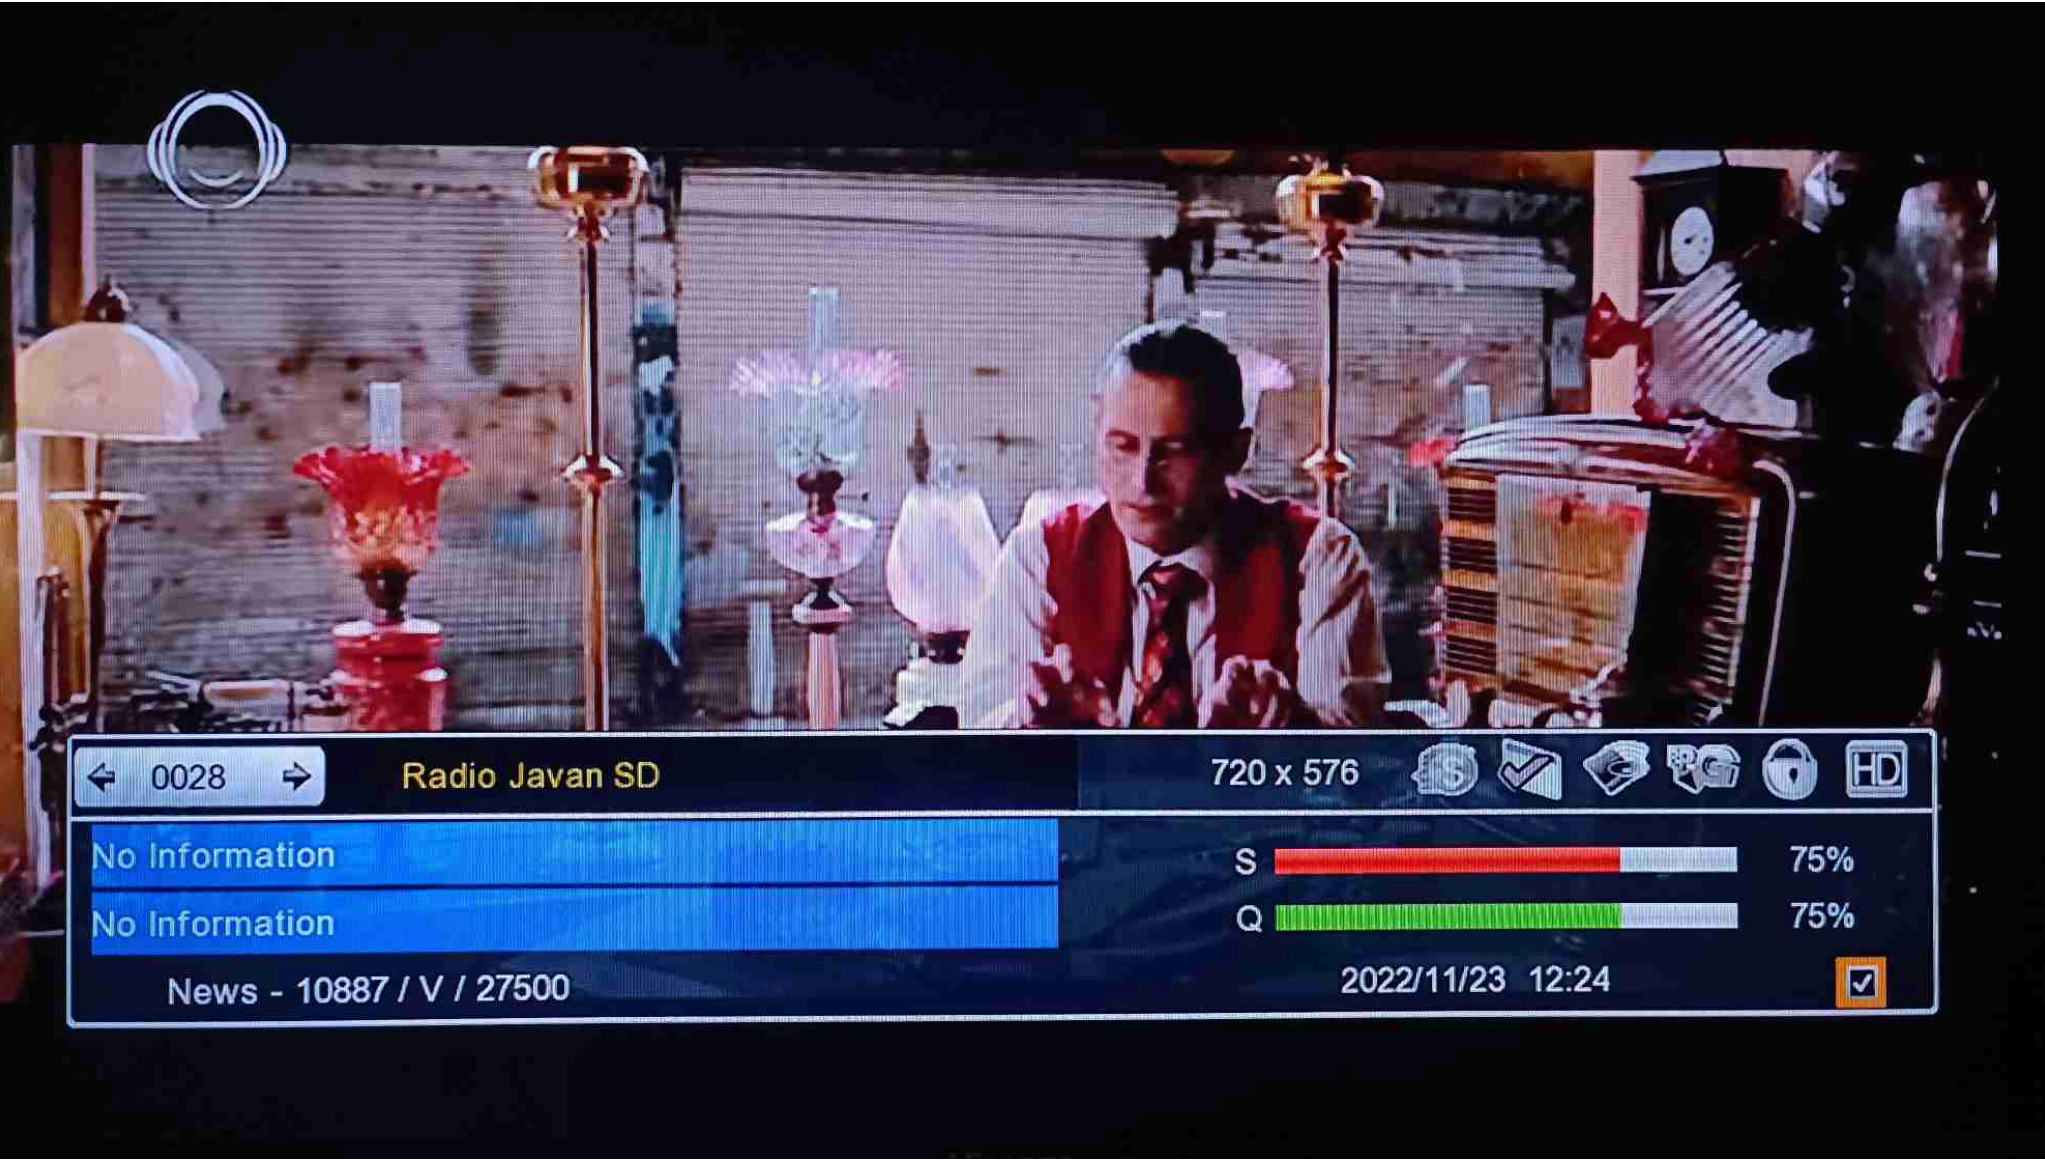 0028
Radio Javan SD
720 x 576
HD
No Information
S
75%
No Information
Q
75%
News - 10887 / V / 27500
2022/11/23 12:24